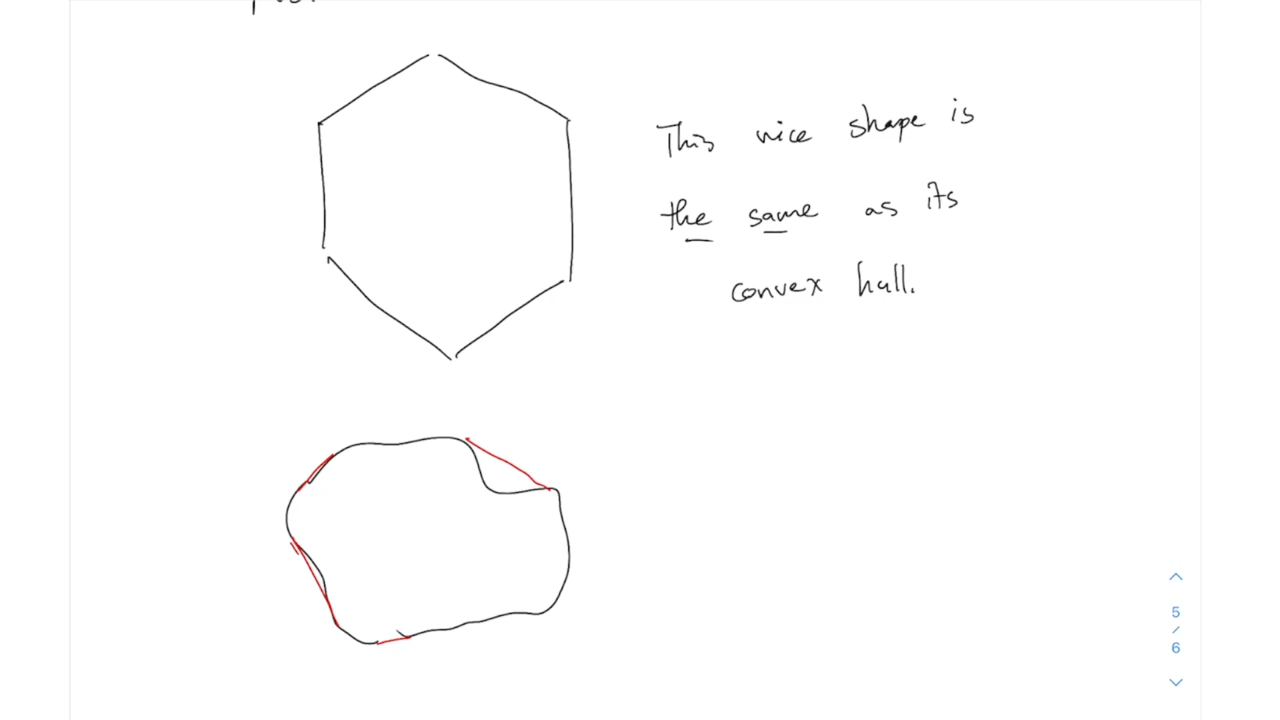 This nice shape is
the same as its
convex hull.
5
/
6